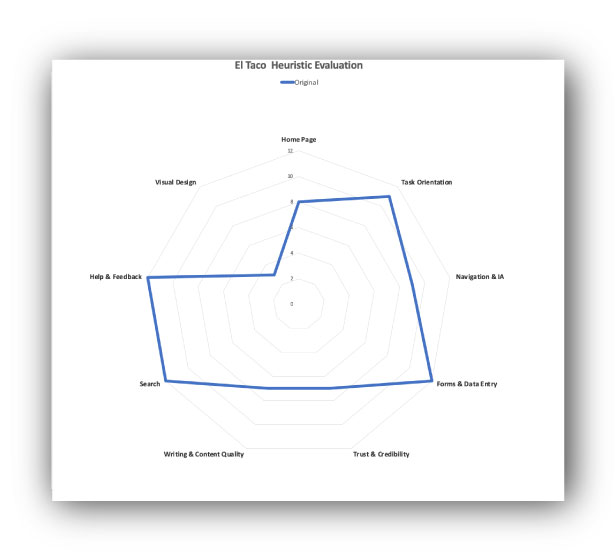 El Taco  Heuristic Evaluation
Original
Home Page
12
Visual Design
Task Orientation
10
8
6
Help & Feedback
4
Navigation & IA
2
0
Search
Forms & Data Entry
Writing & Content Quality
Trust & Credibility